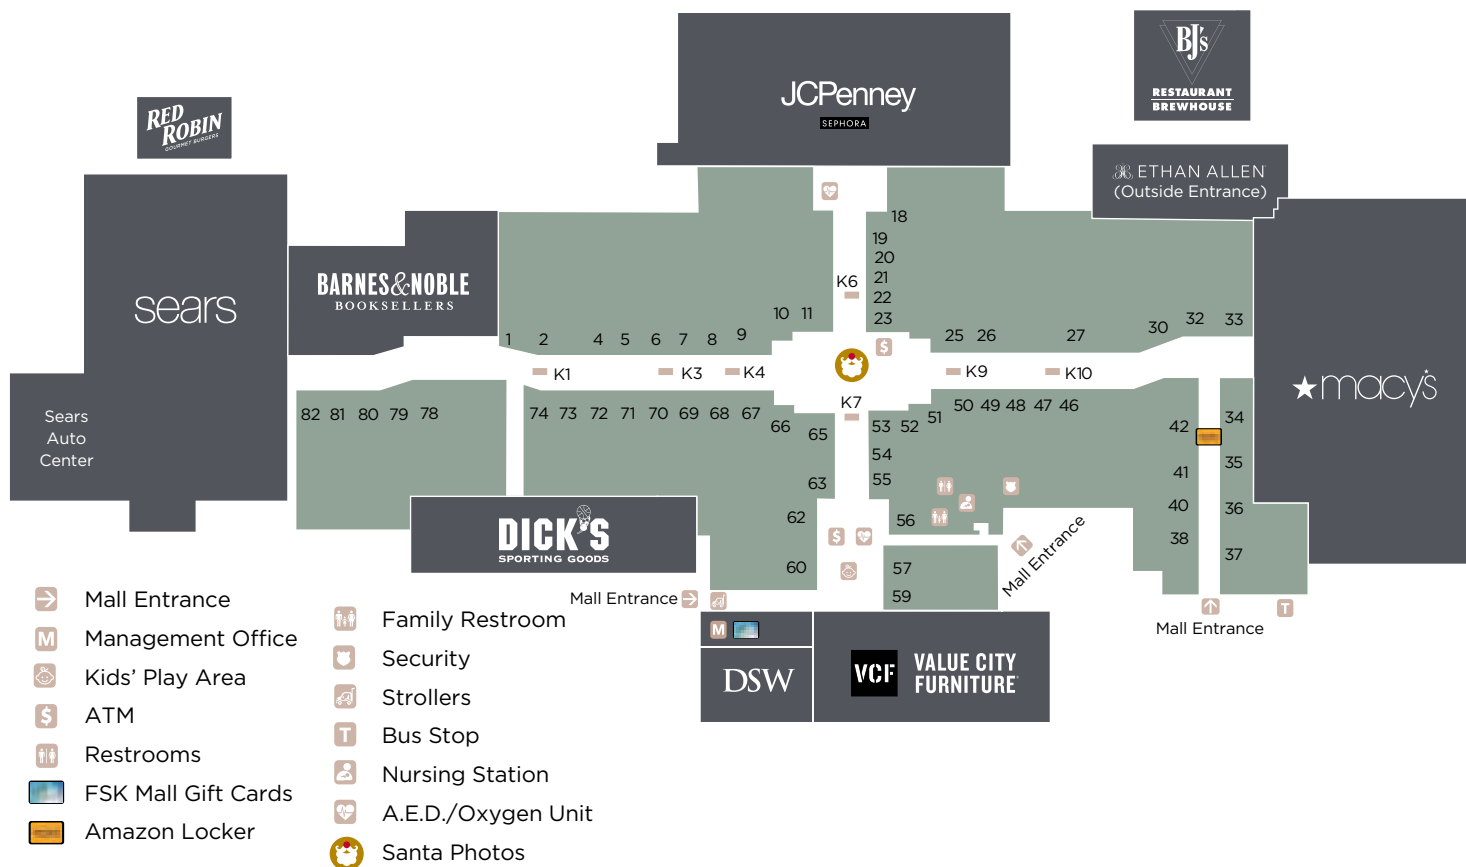 JCPenney
SEPHORA
BJ's
RESTAURANT
BREWHOUSE
RED
ROBIN
GOURMET BURGERS
ETHAN ALLEN
(Outside Entrance)
sears
BARNES&NOBLE
BOOKSELLERS
macy's
Sears
Auto
Center
18
19
20
21
22
23
K6
10 11
1 2 4 5 6 7 8 9
25 26 27 30 32 33
$
K1 K3 K4 K9 K10
K7
82 81 80 79 78
74 73 72 71 70 69 68 67 66 65
63
62
60
53 52 51 50 49 48 47 46
54
55
56
57
59
42
41
40
38
34
35
36
37
$
DICK'S
SPORTING GOODS
Mall Entrance
Mall Entrance
Mall Entrance
T
M
DSW
VCF VALUE CITY
FURNITURE
Mall Entrance
M Management Office
Kids' Play Area
$ ATM
Restrooms
FSK Mall Gift Cards
Amazon Locker
Family Restroom
Security
Strollers
T Bus Stop
Nursing Station
A.E.D./Oxygen Unit
Santa Photos